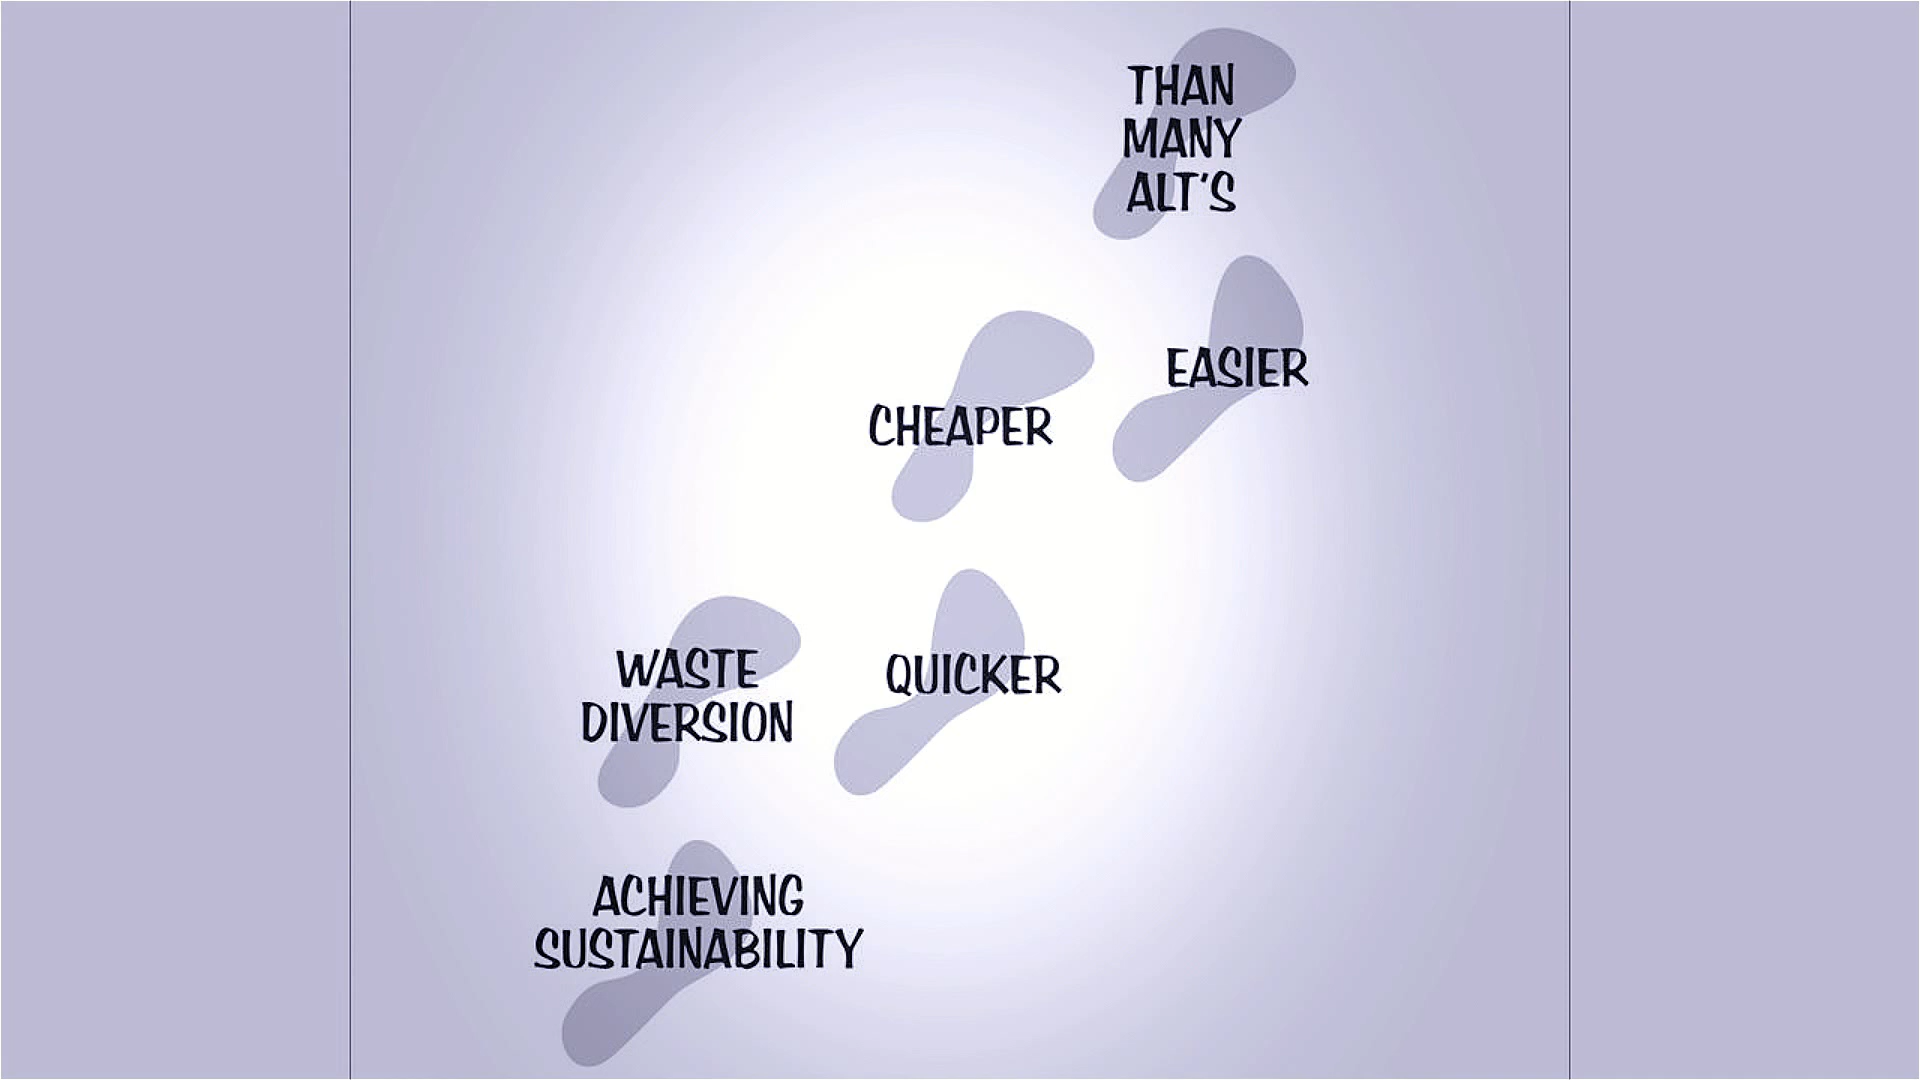 THAN
MANY
ALT'S
EASIER
CHEAPER
WASTE
DIVERSION
QUICKER
ACHIEVING
SUSTAINABILITY